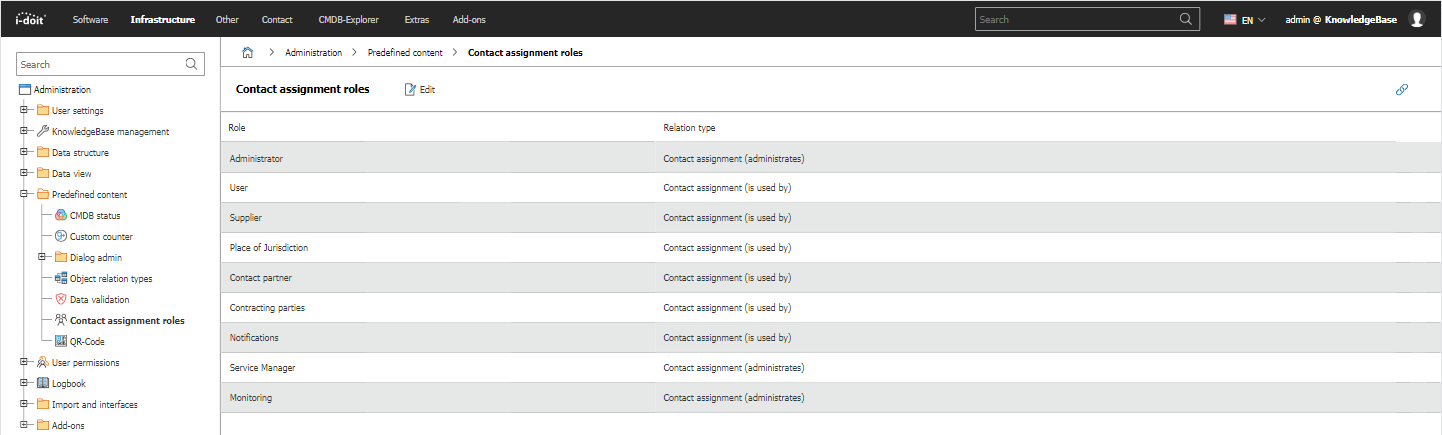 i-doit Software Infrastructure Other Contact CMDB-Explorer Extras Add-ons Search EN admin @ KnowledgeBase
Search
Administration
User settings
KnowledgeBase management
Data structure
Data view
Predefined content
CMDB status
Custom counter
Dialog admin
Object relation types
Data validation
Contact assignment roles
QR-Code
User permissions
Logbook
Import and interfaces
Add-ons
Administration > Predefined content > Contact assignment roles
Contact assignment roles Edit
Role Relation type
Administrator Contact assignment (administrates)
User Contact assignment (is used by)
Supplier Contact assignment (is used by)
Place of Jurisdiction Contact assignment (is used by)
Contact partner Contact assignment (is used by)
Contracting parties Contact assignment (is used by)
Notifications Contact assignment (is used by)
Service Manager Contact assignment (administrates)
Monitoring Contact assignment (administrates)